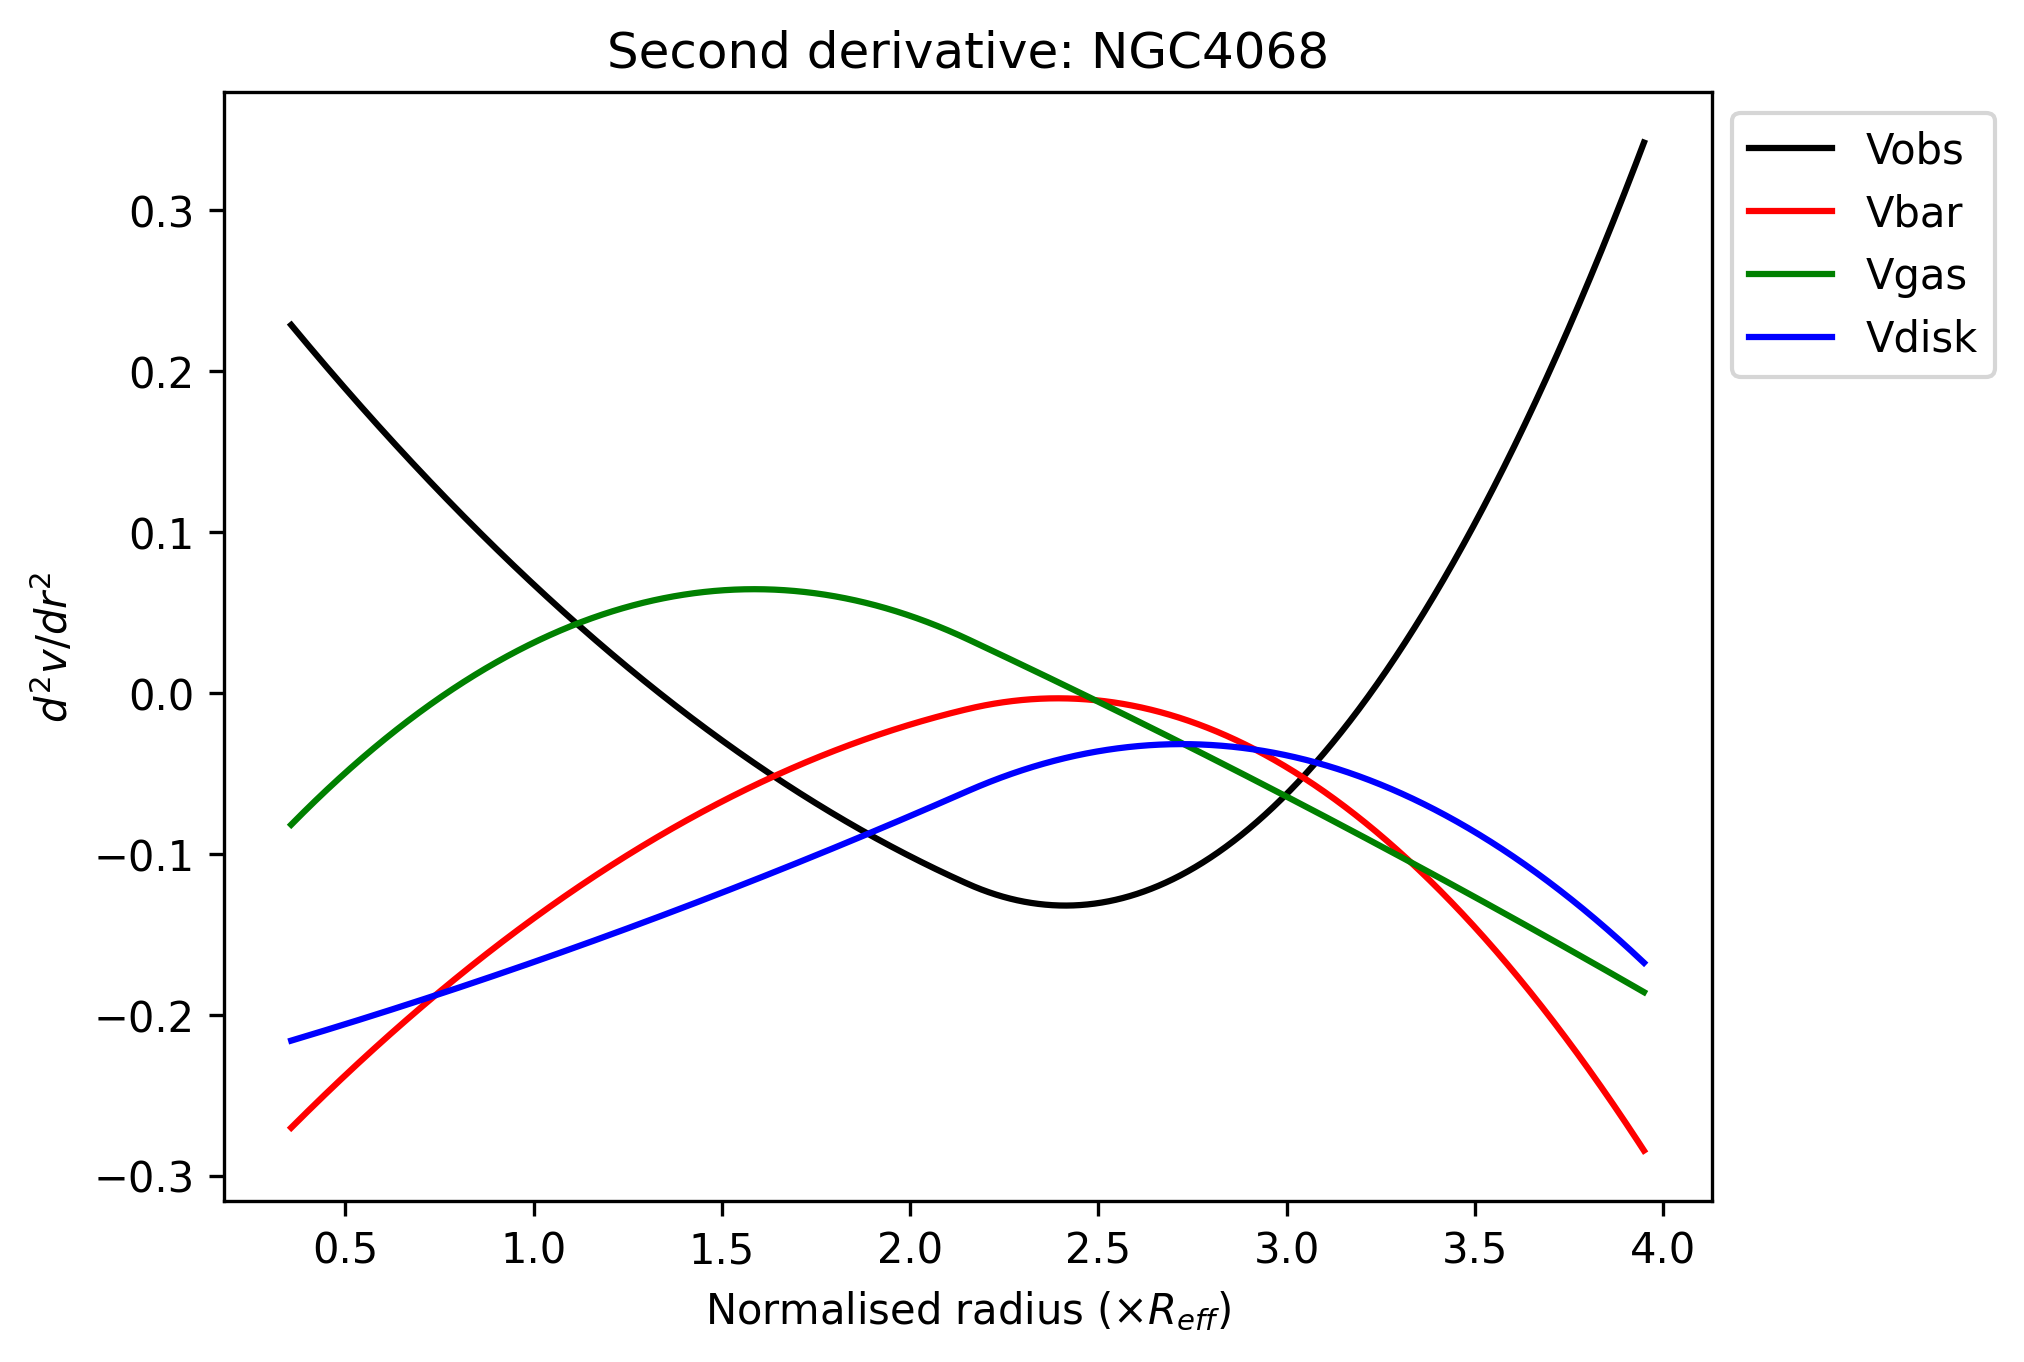 Second derivative: NGC4068
Vobs
Vbar
Vgas
Vdisk
d²v/dr²
0.3
0.2
0.1
0.0
−0.1
−0.2
−0.3
0.5 1.0 1.5 2.0 2.5 3.0 3.5 4.0
Normalised radius (×R_eff)